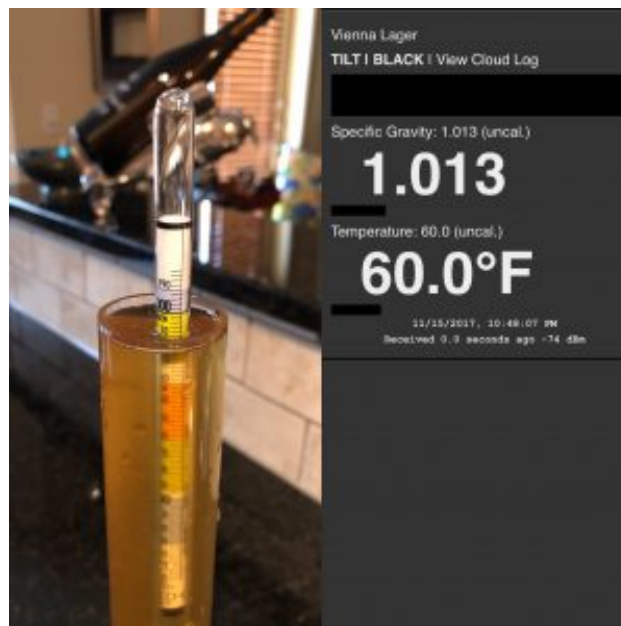 Vienna Lager
TILT | BLACK | View Cloud Log
Specific Gravity: 1.013 (uncal.)
1.013
Temperature: 60.0 (uncal.)
60.0°F
11/15/2017, 10:48:07 PM
Received 0.0 seconds ago -74 dBm